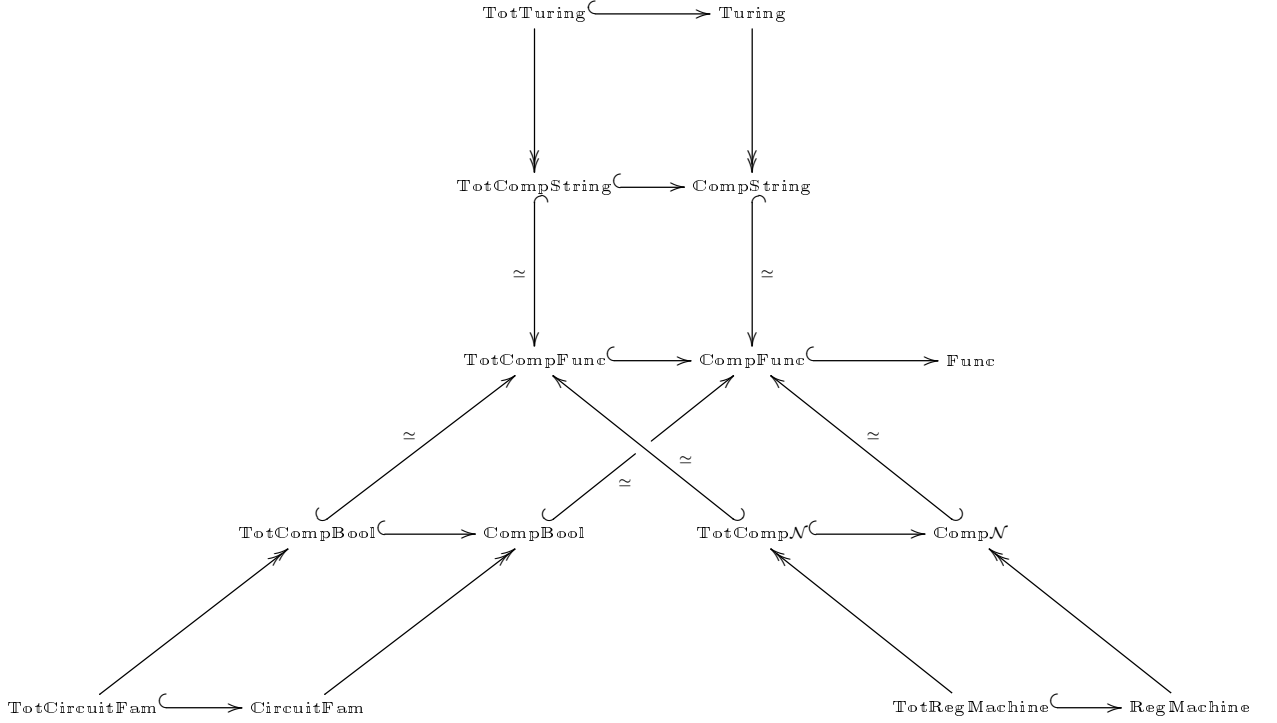 𝕋otTuring 𝕋uring
𝕋otℂomp𝕊tring ℂomp𝕊tring
≃ ≃
𝕋otℂomp𝔽unc ℂomp𝔽unc 𝔽unc
≃ ≃
≃ ≃
𝕋otℂomp𝔹ool ℂomp𝔹ool 𝕋otℂomp𝒩 ℂomp𝒩
𝕋otℂircuit𝔽am ℂircuit𝔽am 𝕋otℝeg𝕄achine ℝeg𝕄achine